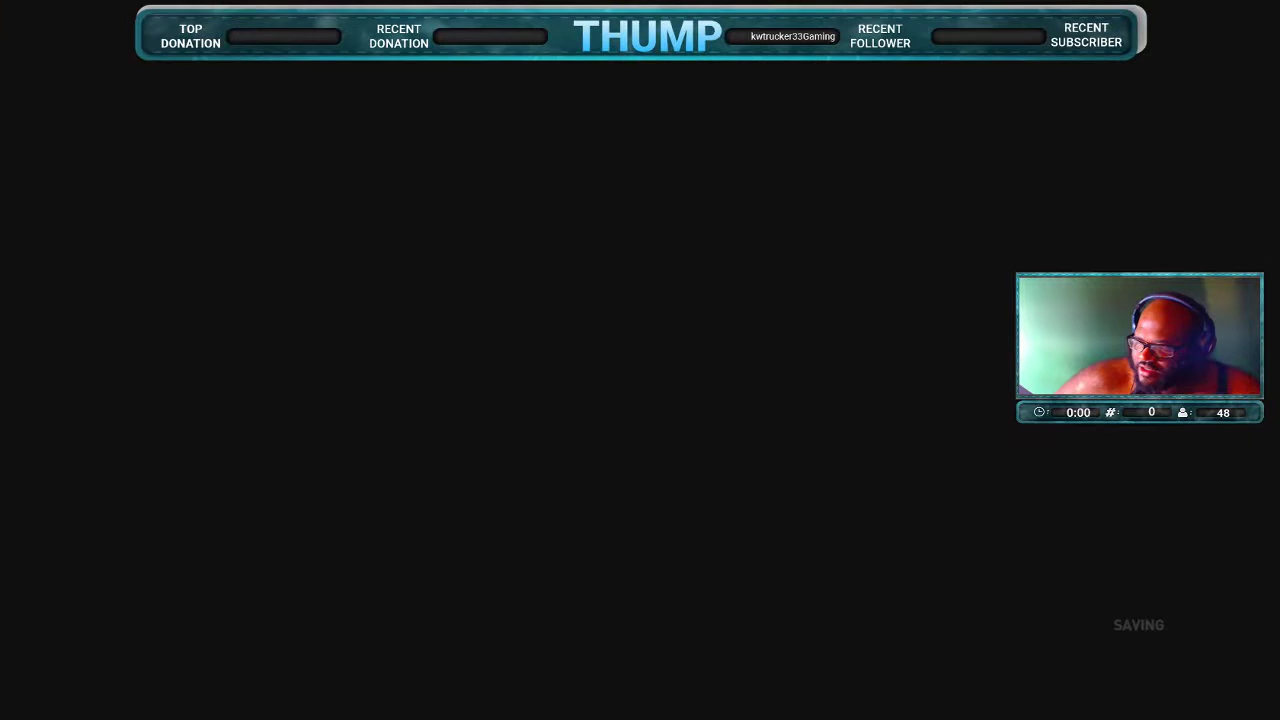 TOP
DONATION
RECENT
DONATION
THUMP
kwtrucker33Gaming
RECENT
FOLLOWER
RECENT
SUBSCRIBER
0:00 #: 0 : 48
SAVING